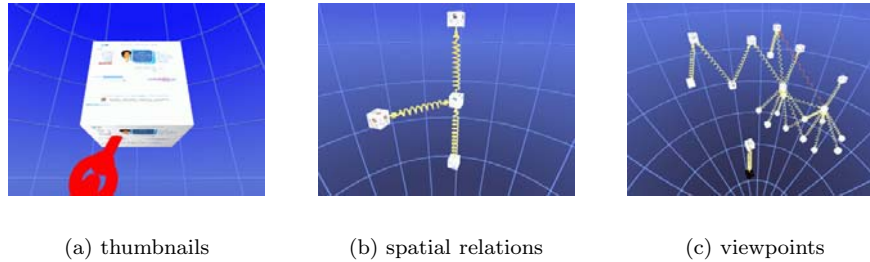 (a) thumbnails
(b) spatial relations
(c) viewpoints